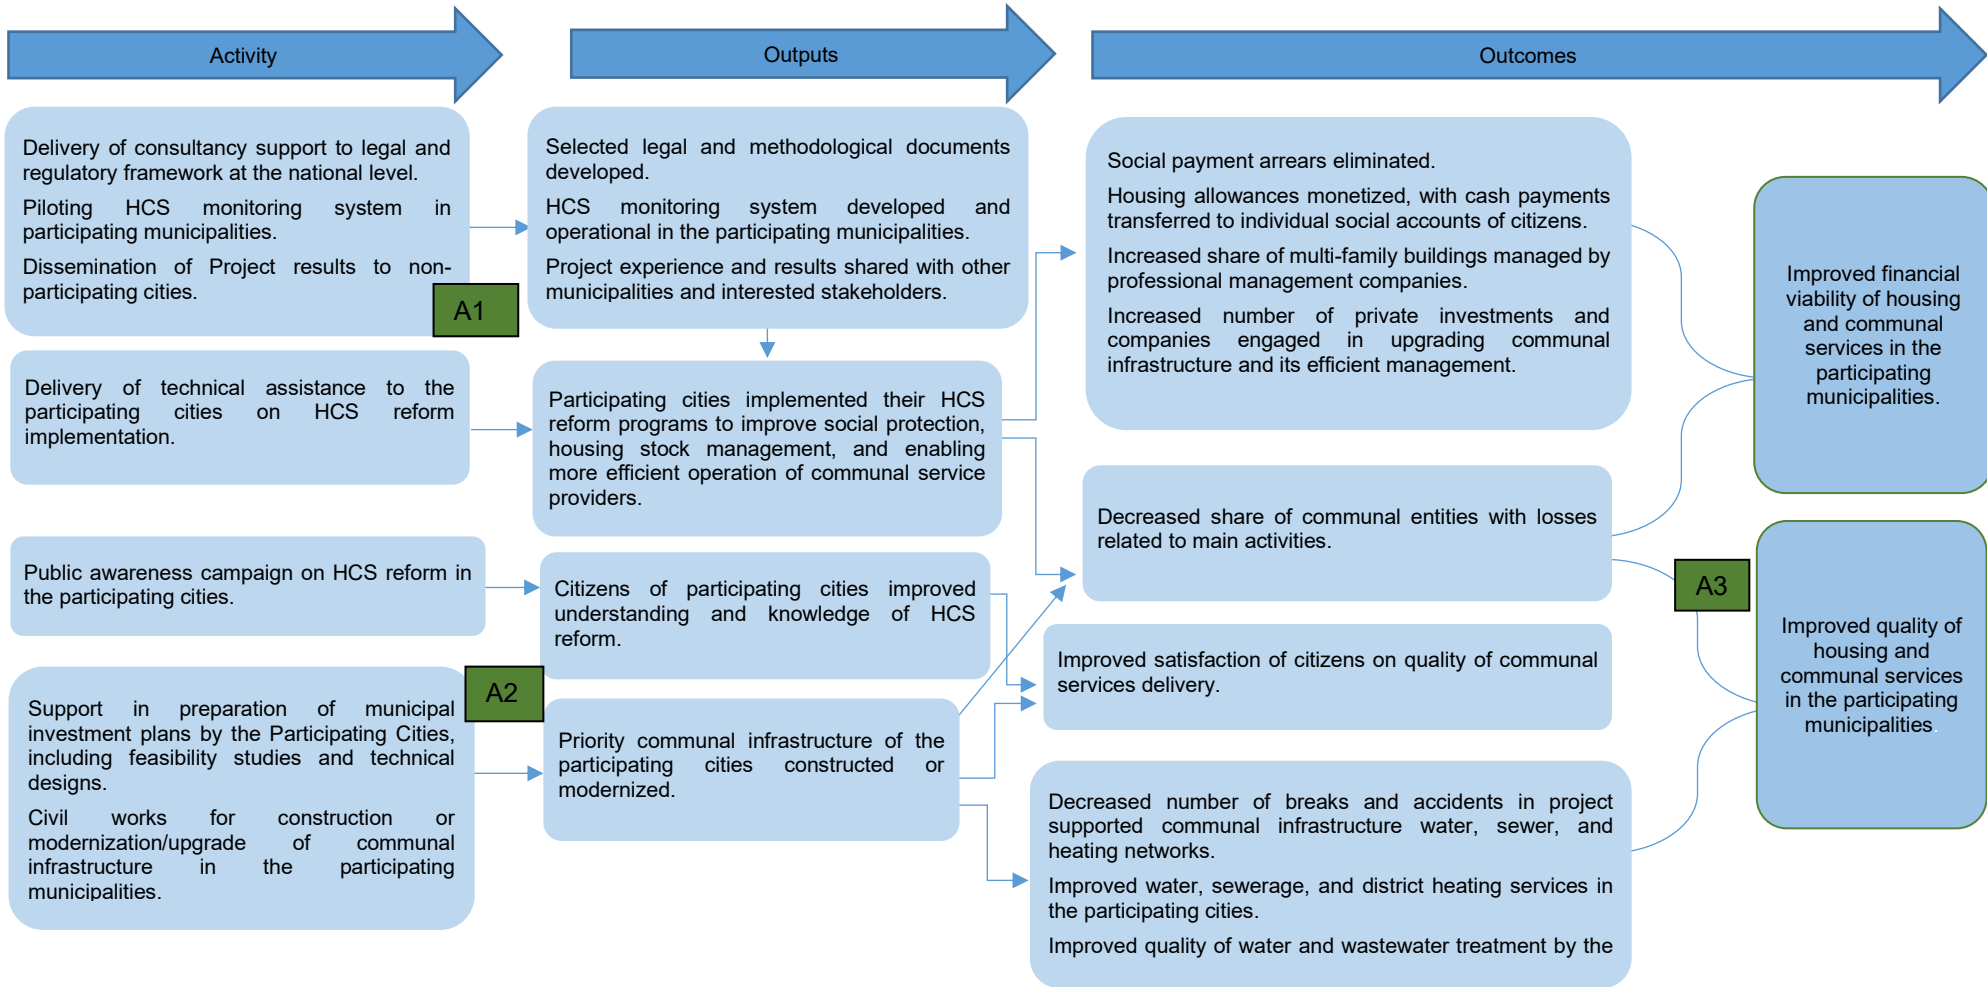 Activity
Outputs
Outcomes
Delivery of consultancy support to legal and
regulatory framework at the national level.
Piloting HCS monitoring system in
participating municipalities.
Dissemination of Project results to non-
participating cities.
A1
Delivery of technical assistance to the
participating cities on HCS reform
implementation.
Public awareness campaign on HCS reform in
the participating cities.
A2
Support in preparation of municipal
investment plans by the Participating Cities,
including feasibility studies and technical
designs.
Civil works for construction or
modernization/upgrade of communal
infrastructure in the participating
municipalities.
Selected legal and methodological documents
developed.
HCS monitoring system developed and
operational in the participating municipalities.
Project experience and results shared with other
municipalities and interested stakeholders.
Participating cities implemented their HCS
reform programs to improve social protection,
housing stock management, and enabling
more efficient operation of communal service
providers.
Citizens of participating cities improved
understanding and knowledge of HCS
reform.
Priority communal infrastructure of the
participating cities constructed or
modernized.
Social payment arrears eliminated.
Housing allowances monetized, with cash payments
transferred to individual social accounts of citizens.
Increased share of multi-family buildings managed by
professional management companies.
Increased number of private investments and
companies engaged in upgrading communal
infrastructure and its efficient management.
Decreased share of communal entities with losses
related to main activities.
Improved satisfaction of citizens on quality of communal
services delivery.
Decreased number of breaks and accidents in project
supported communal infrastructure water, sewer, and
heating networks.
Improved water, sewerage, and district heating services in
the participating cities.
Improved quality of water and wastewater treatment by the
A3
Improved financial
viability of housing
and communal
services in the
participating
municipalities.
Improved quality of
housing and
communal services
in the participating
municipalities.